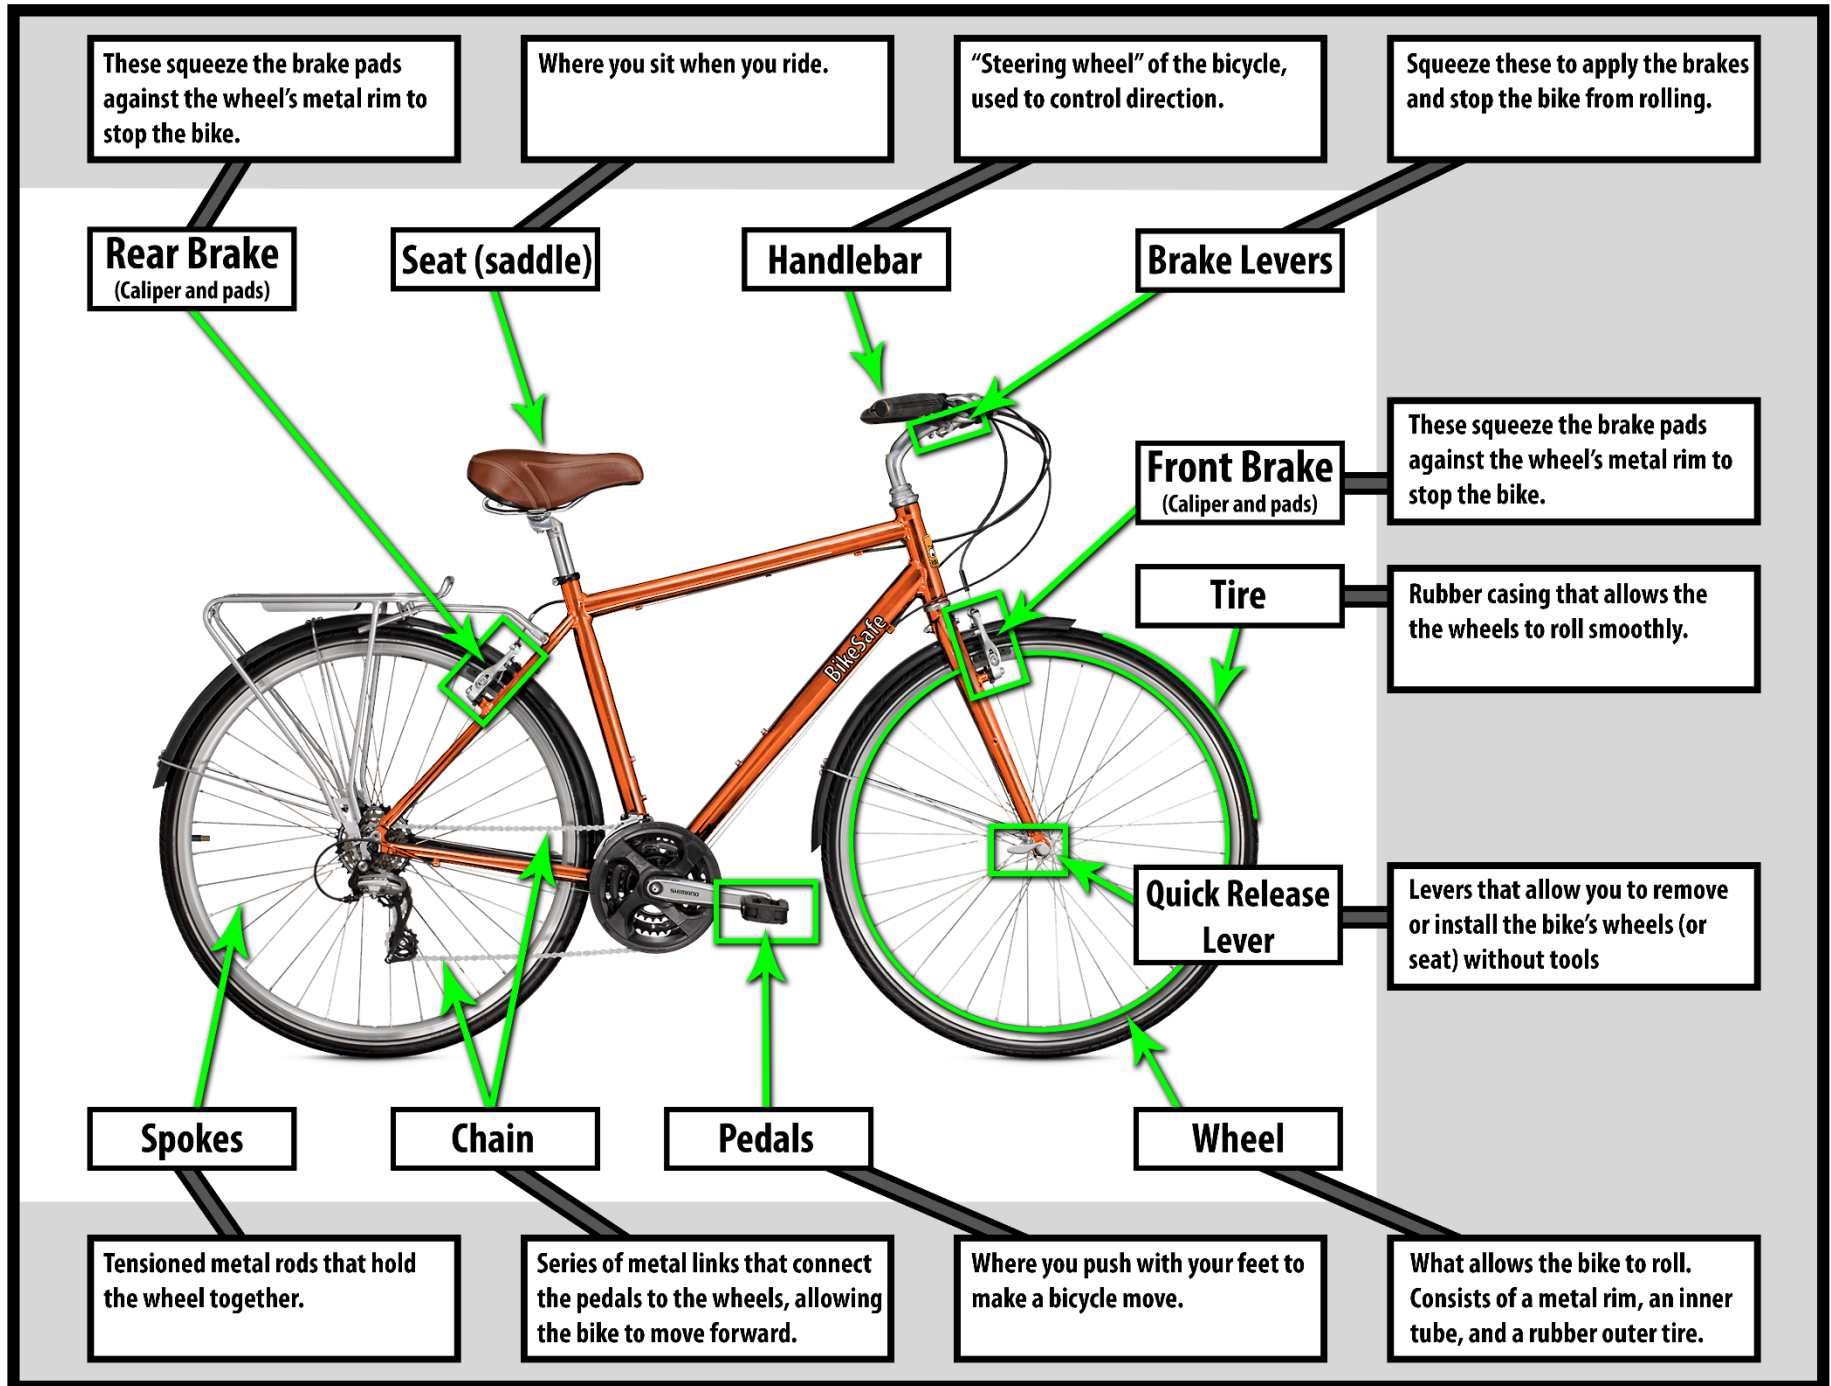 These squeeze the brake pads
against the wheel's metal rim to
stop the bike.
Where you sit when you ride.
“Steering wheel” of the bicycle,
used to control direction.
Squeeze these to apply the brakes
and stop the bike from rolling.
Rear Brake
(Caliper and pads)
Seat (saddle)
Handlebar
Brake Levers
Front Brake
(Caliper and pads)
These squeeze the brake pads
against the wheel's metal rim to
stop the bike.
Tire
Rubber casing that allows the
the wheels to roll smoothly.
BikeSafe
SHIMANO
Quick Release
Lever
Levers that allow you to remove
or install the bike's wheels (or
seat) without tools
Spokes
Chain
Pedals
Wheel
Tensioned metal rods that hold
the wheel together.
Series of metal links that connect
the pedals to the wheels, allowing
the bike to move forward.
Where you push with your feet to
make a bicycle move.
What allows the bike to roll.
Consists of a metal rim, an inner
tube, and a rubber outer tire.